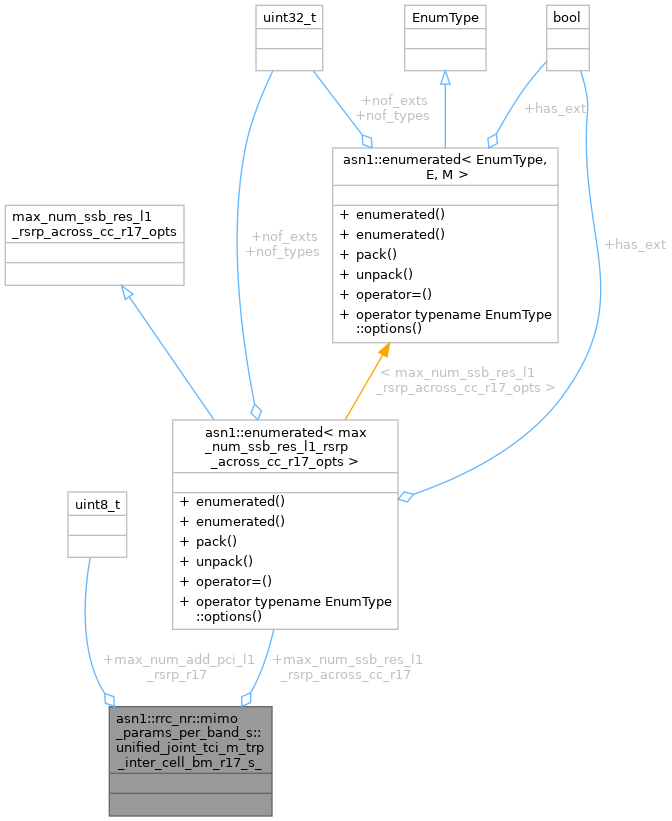 uint32_t
EnumType
bool
+nof_exts
+nof_types
+has_ext
asn1::enumerated< EnumType,
E, M >
+ enumerated()
+ enumerated()
+ pack()
+ unpack()
+ operator=()
+ operator typename EnumType
::options()
max_num_ssb_res_l1
_rsrp_across_cc_r17_opts
+nof_exts
+nof_types
+has_ext
< max_num_ssb_res_l1
_rsrp_across_cc_r17_opts >
asn1::enumerated< max
_num_ssb_res_l1_rsrp
_across_cc_r17_opts >
+ enumerated()
+ enumerated()
+ pack()
+ unpack()
+ operator=()
+ operator typename EnumType
::options()
uint8_t
+max_num_add_pci_l1
_rsrp_r17
+max_num_ssb_res_l1
_rsrp_across_cc_r17
asn1::rrc_nr::mimo
_params_per_band_s::
unified_joint_tci_m_trp
_inter_cell_bm_r17_s_